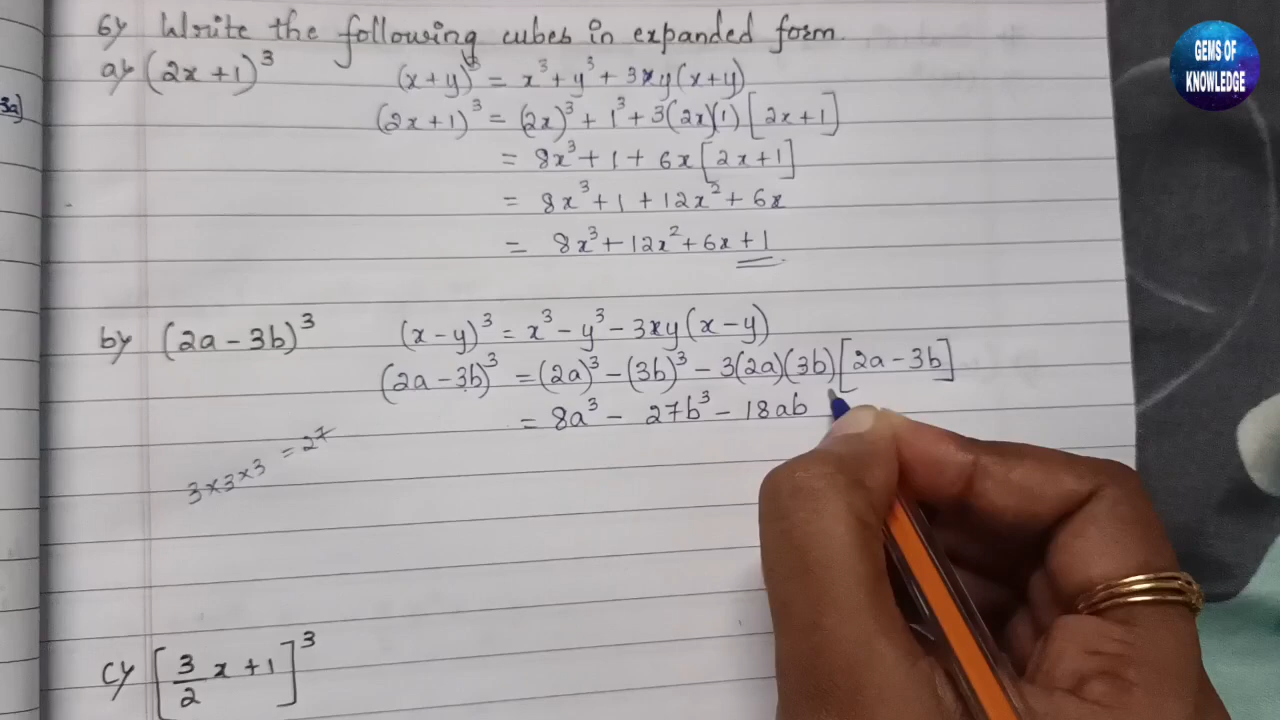 6) Write the following cubes in expanded form.
a) (2x+1)³ (x+y)³ = x³+y³+3xy(x+y)
(2x+1)³ = (2x)³+1³+3(2x)(1)[2x+1]
= 8x³+1+6x[2x+1]
= 8x³+1+12x²+6x
= 8x³+12x²+6x+1
b) (2a-3b)³ (x-y)³ = x³-y³-3xy(x-y)
(2a-3b)³ = (2a)³-(3b)³-3(2a)(3b)[2a-3b]
= 8a³-27b³-18ab
3×3×3=27
c) [3/2 x+1]³
3a]
GEMS OF
KNOWLEDGE